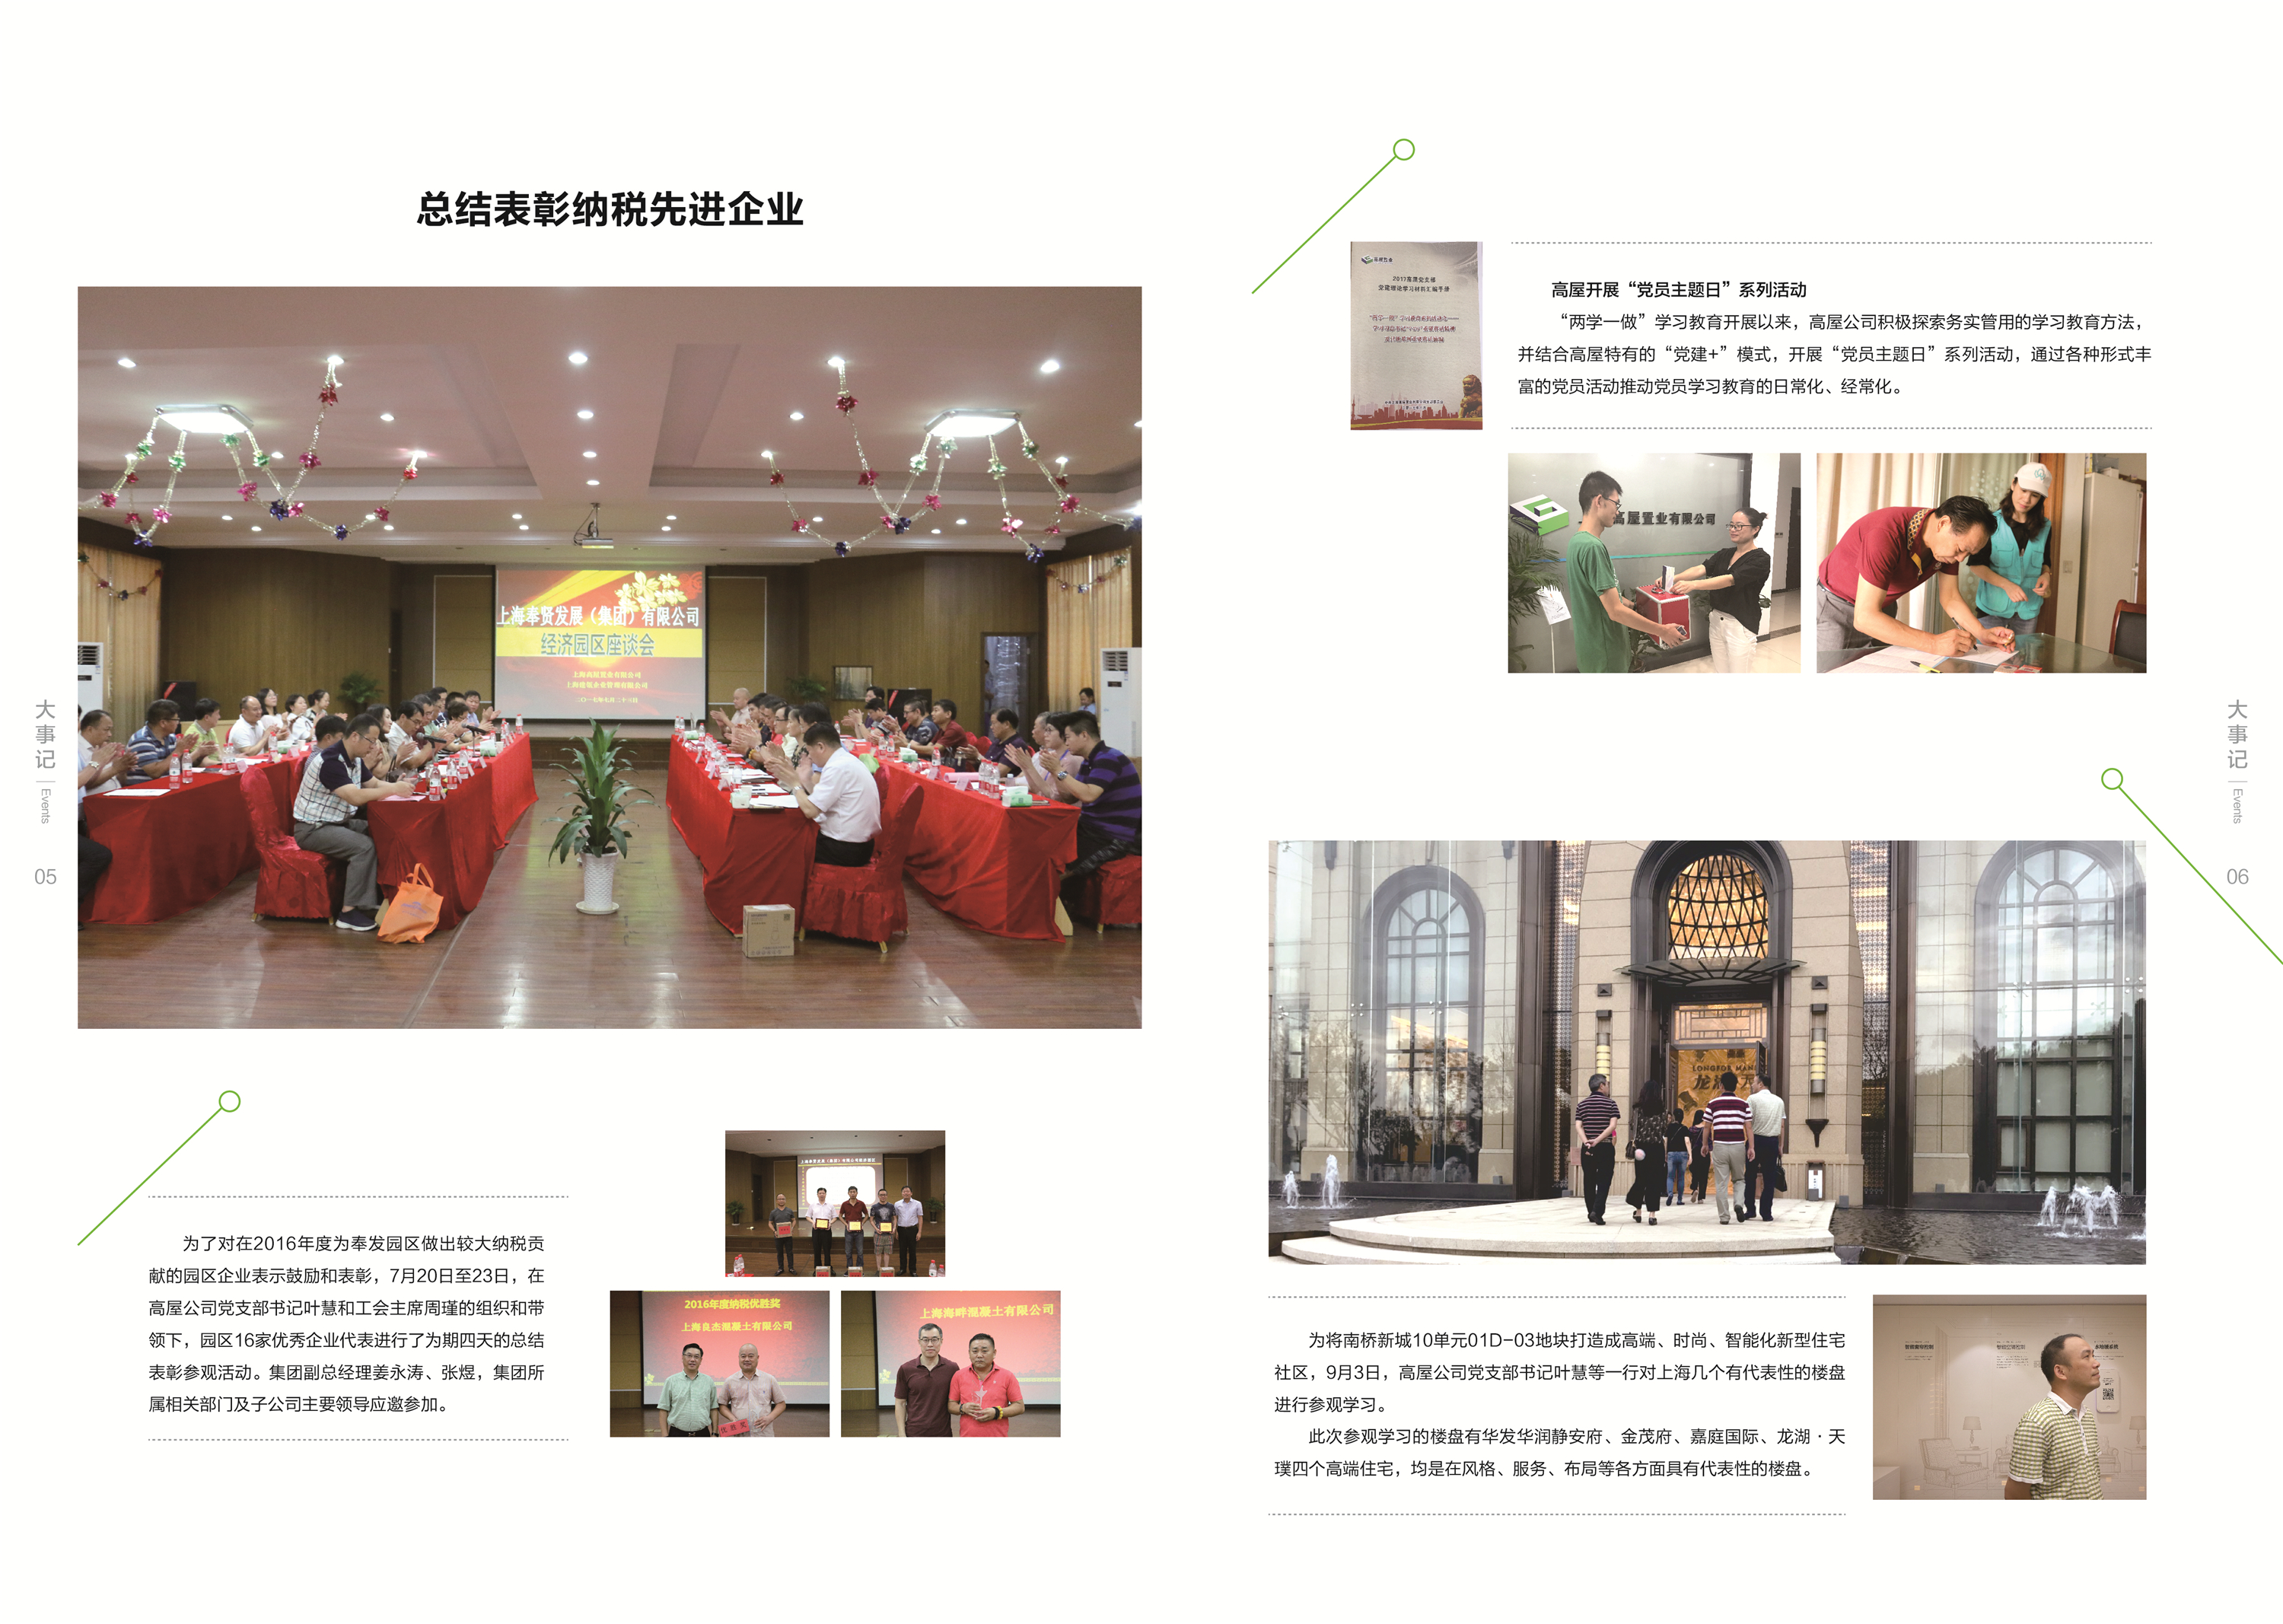 总结表彰纳税先进企业
上海奉贤发展（集团）有限公司
经济园区座谈会
上海高屋置业有限公司
大事记
Events
05
为了对在2016年度为奉发园区做出较大纳税贡
献的园区企业表示鼓励和表彰，7月20日至23日，在
高屋公司党支部书记叶慧和工会主席周瑾的组织和带
领下，园区16家优秀企业代表进行了为期四天的总结
表彰参观活动。集团副总经理姜永涛、张煜，集团所
属相关部门及子公司主要领导应邀参加。
2016年度纳税优胜奖
上海良杰混凝土有限公司
上海海畔混凝土有限公司
高屋开展“党员主题日”系列活动
“两学一做”学习教育开展以来，高屋公司积极探索务实管用的学习教育方法，
并结合高屋特有的“党建+”模式，开展“党员主题日”系列活动，通过各种形式丰
富的党员活动推动党员学习教育的日常化、经常化。
高屋置业有限公司
大事记
Events
06
LONGFOR
为将南桥新城10单元01D-03地块打造成高端、时尚、智能化新型住宅
社区，9月3日，高屋公司党支部书记叶慧等一行对上海几个有代表性的楼盘
进行参观学习。
此次参观学习的楼盘有华发华润静安府、金茂府、嘉庭国际、龙湖·天
璞四个高端住宅，均是在风格、服务、布局等各方面具有代表性的楼盘。